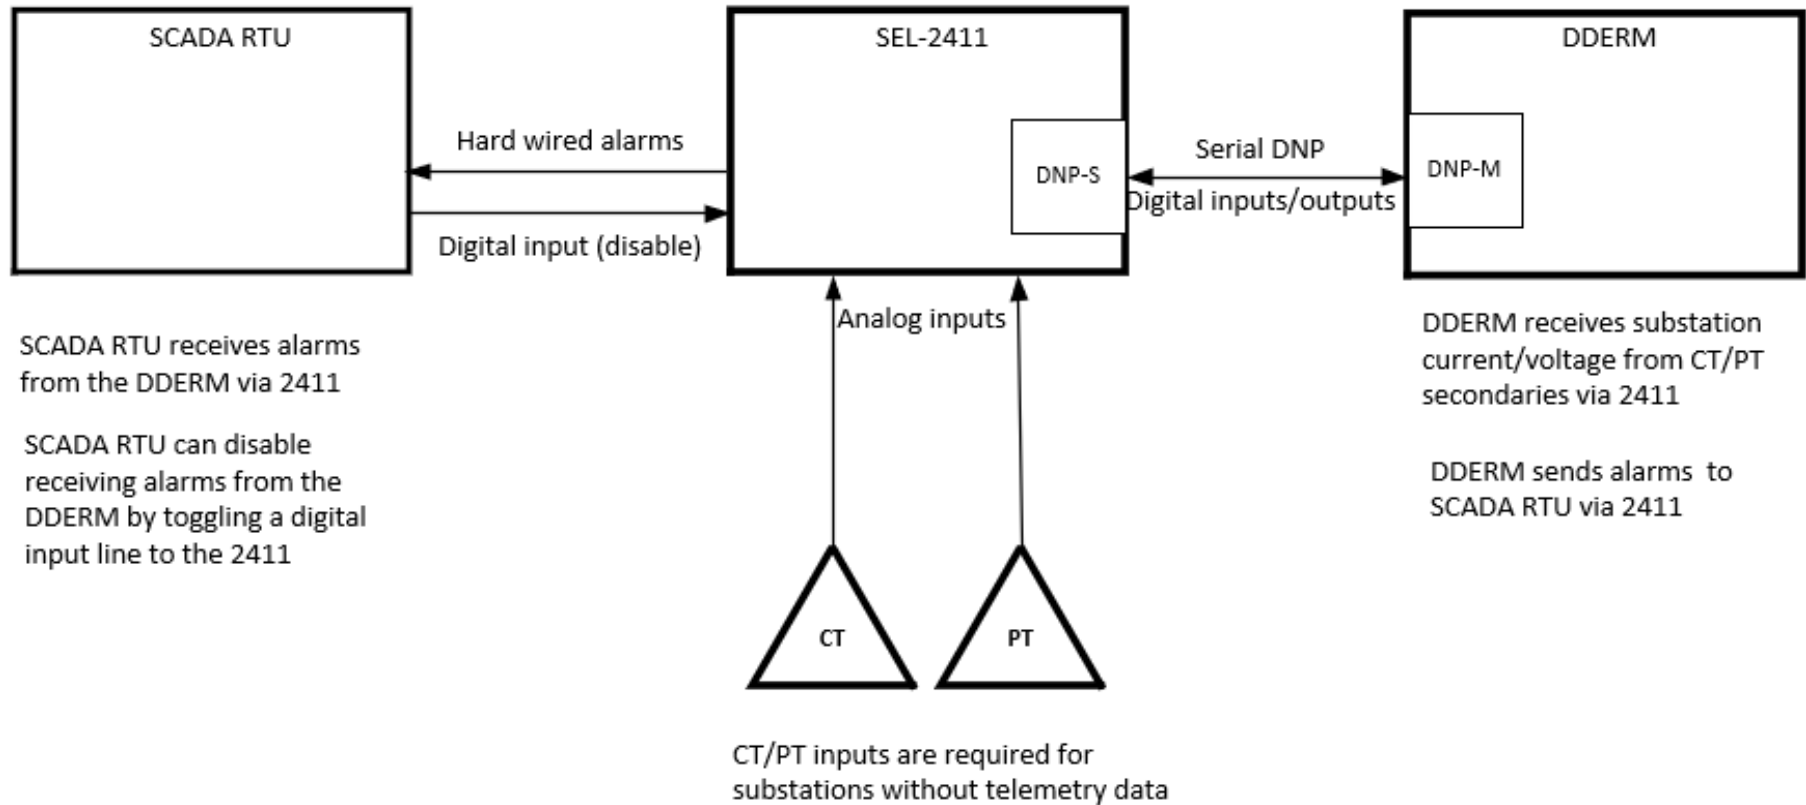 SCADA RTU
SEL-2411
DDERM
Hard wired alarms
Digital input (disable)
DNP-S
Serial DNP
Digital inputs/outputs
DNP-M
Analog inputs
SCADA RTU receives alarms
from the DDERM via 2411
SCADA RTU can disable
receiving alarms from the
DDERM by toggling a digital
input line to the 2411
DDERM receives substation
current/voltage from CT/PT
secondaries via 2411
DDERM sends alarms to
SCADA RTU via 2411
CT
PT
CT/PT inputs are required for
substations without telemetry data